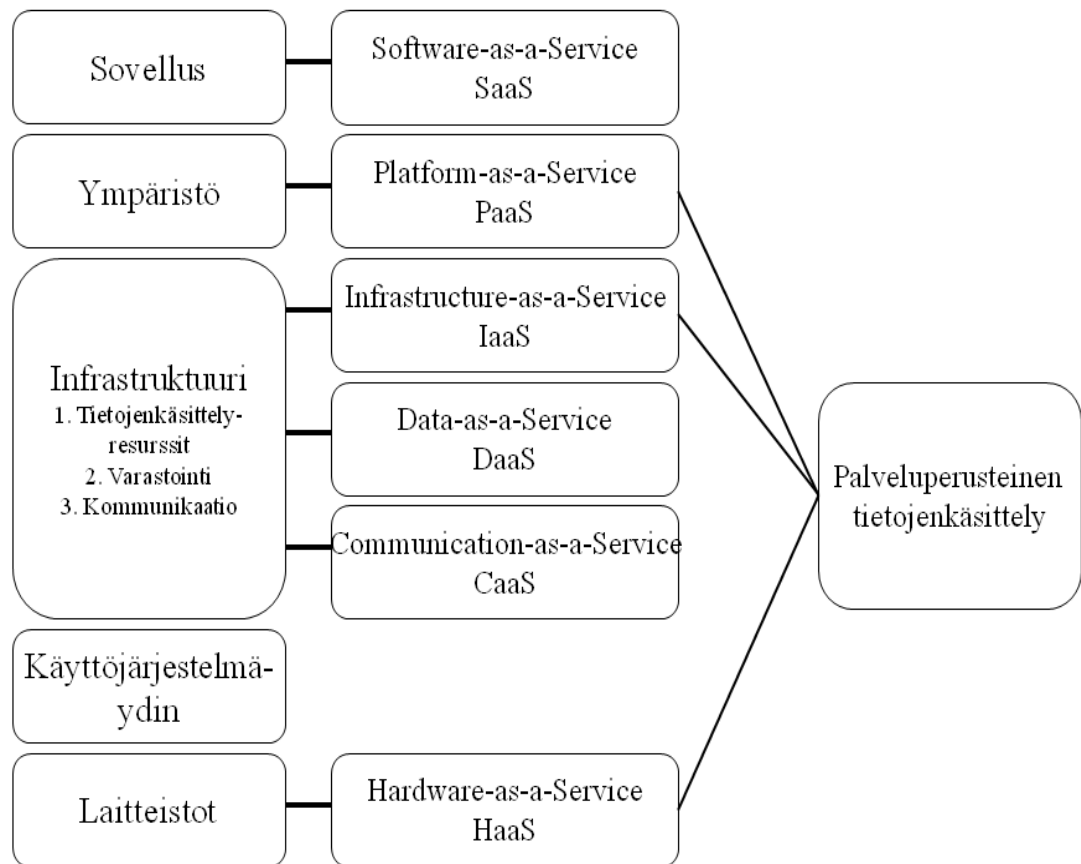 Sovellus
Software-as-a-Service
SaaS
Ympäristö
Platform-as-a-Service
PaaS
Infrastruktuuri
1. Tietojenkäsittely-
resurssit
2. Varastointi
3. Kommunikaatio
Infrastructure-as-a-Service
IaaS
Data-as-a-Service
DaaS
Communication-as-a-Service
CaaS
Palveluperusteinen
tietojenkäsittely
Käyttöjärjestelmä-
ydin
Laitteistot
Hardware-as-a-Service
HaaS